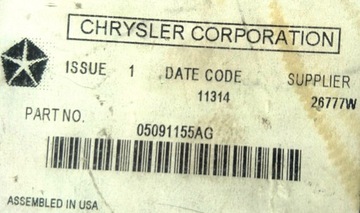 CHRYSLER CORPORATION
ISSUE 1 DATE CODE SUPPLIER
11314 26777W
PART NO. 05091155AG
ASSEMBLED IN USA